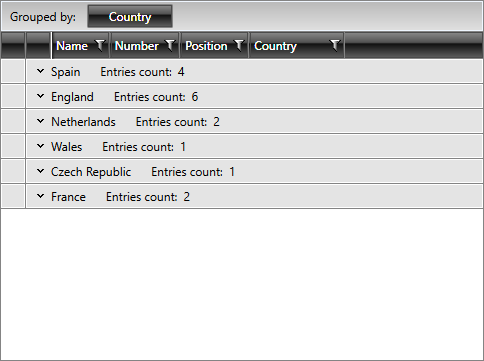 Grouped by: Country
Name Number Position Country
Spain Entries count: 4
England Entries count: 6
Netherlands Entries count: 2
Wales Entries count: 1
Czech Republic Entries count: 1
France Entries count: 2